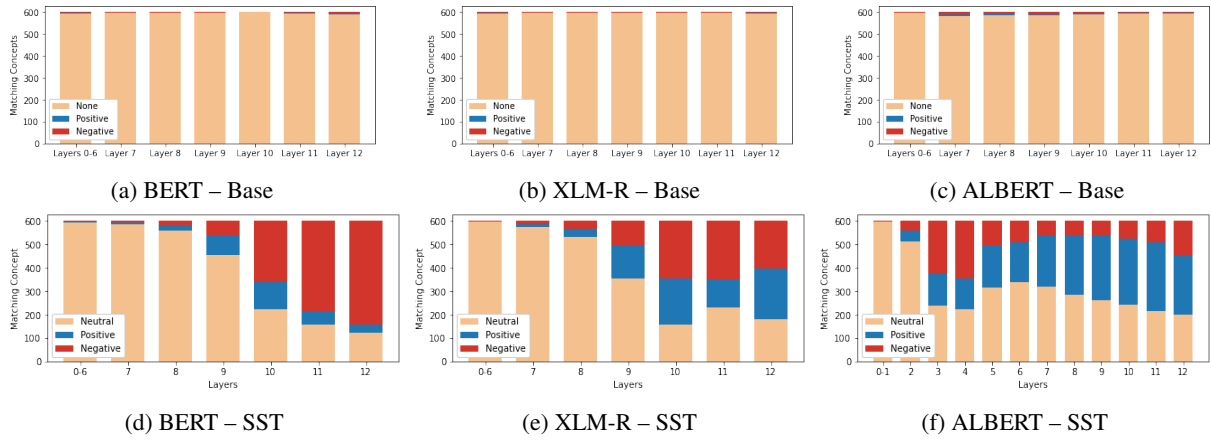 Matching Concepts
600
500
400
300
200
100
0
None
Positive
Negative
Layers 0-6 Layer 7 Layer 8 Layer 9 Layer 10 Layer 11 Layer 12
(a) BERT – Base
Matching Concepts
600
500
400
300
200
100
0
None
Positive
Negative
Layers 0-6 Layer 7 Layer 8 Layer 9 Layer 10 Layer 11 Layer 12
(b) XLM-R – Base
Matching Concepts
600
500
400
300
200
100
0
None
Positive
Negative
Layers 0-6 Layer 7 Layer 8 Layer 9 Layer 10 Layer 11 Layer 12
(c) ALBERT – Base
Matching Concept
600
500
400
300
200
100
0
Neutral
Positive
Negative
0-6 7 8 9 10 11 12
Layers
(d) BERT – SST
Matching Concept
600
500
400
300
200
100
0
Neutral
Positive
Negative
0-6 7 8 9 10 11 12
Layers
(e) XLM-R – SST
Matching Concept
600
500
400
300
200
100
0
Neutral
Positive
Negative
0-1 2 3 4 5 6 7 8 9 10 11 12
Layers
(f) ALBERT – SST